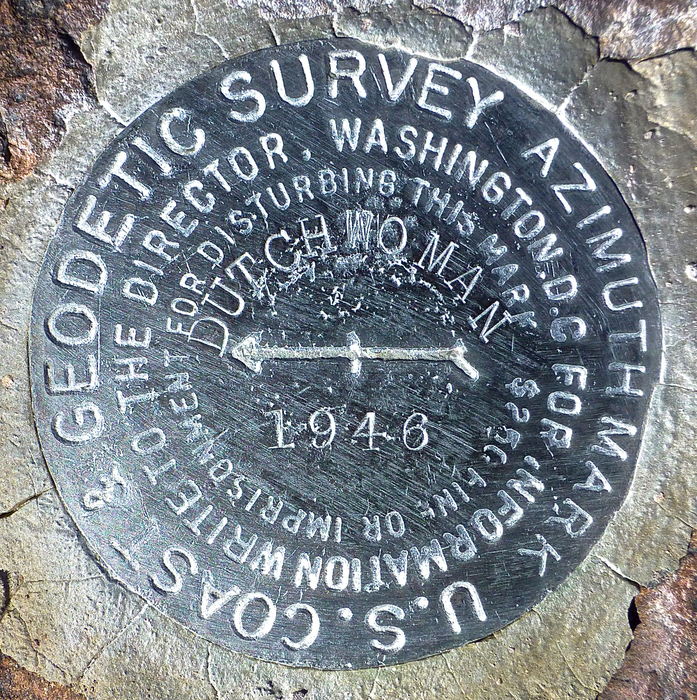 U.S. COAST & GEODETIC SURVEY AZIMUTH MARK
FOR INFORMATION WRITE TO THE DIRECTOR, WASHINGTON, D.C
$250 FINE OR IMPRISONMENT FOR DISTURBING THIS MARK
DUTCHWOMAN
1946